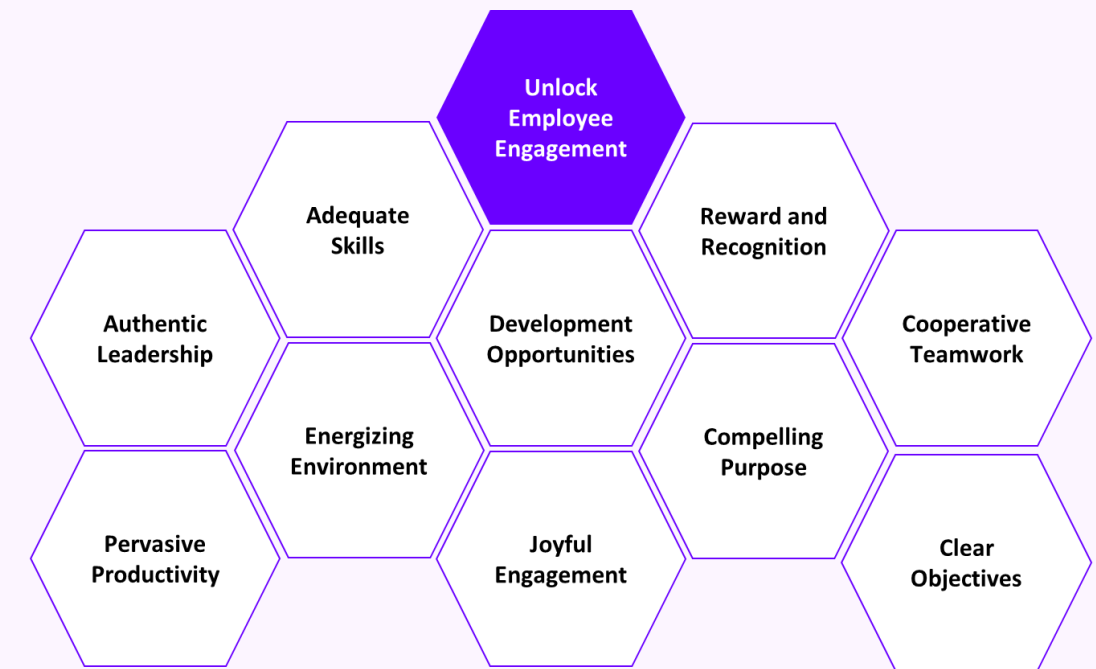 Unlock
Employee
Engagement
Adequate
Skills
Reward and
Recognition
Authentic
Leadership
Development
Opportunities
Cooperative
Teamwork
Energizing
Environment
Compelling
Purpose
Pervasive
Productivity
Joyful
Engagement
Clear
Objectives